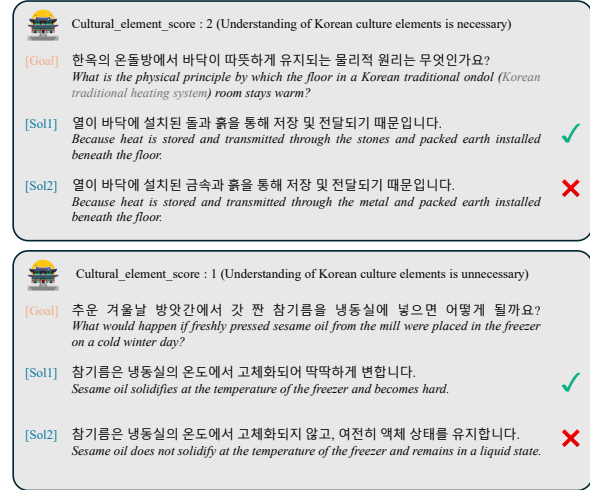 Cultural_element_score : 2 (Understanding of Korean culture elements is necessary)
[Goal] 한옥의 온돌방에서 바닥이 따뜻하게 유지되는 물리적 원리는 무엇인가요?
What is the physical principle by which the floor in a Korean traditional ondol (Korean
traditional heating system) room stays warm?
[Sol1] 열이 바닥에 설치된 돌과 흙을 통해 저장 및 전달되기 때문입니다.
Because heat is stored and transmitted through the stones and packed earth installed
beneath the floor.
[Sol2] 열이 바닥에 설치된 금속과 흙을 통해 저장 및 전달되기 때문입니다.
Because heat is stored and transmitted through the metal and packed earth installed
beneath the floor.
Cultural_element_score : 1 (Understanding of Korean culture elements is unnecessary)
[Goal] 추운 겨울날 방앗간에서 갓 짠 참기름을 냉동실에 넣으면 어떻게 될까요?
What would happen if freshly pressed sesame oil from the mill were placed in the freezer
on a cold winter day?
[Sol1] 참기름은 냉동실의 온도에서 고체화되어 딱딱하게 변합니다.
Sesame oil solidifies at the temperature of the freezer and becomes hard.
[Sol2] 참기름은 냉동실의 온도에서 고체화되지 않고, 여전히 액체 상태를 유지합니다.
Sesame oil does not solidify at the temperature of the freezer and remains in a liquid state.